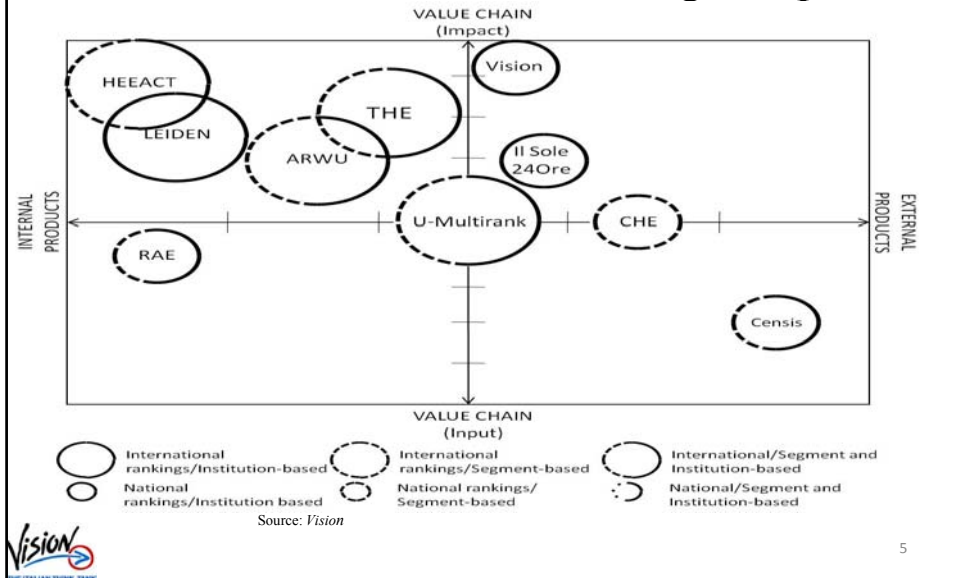 VALUE CHAIN
(Impact)
HEEACT
Vision
THE
LEIDEN
ARWU
Il Sole
24Ore
INTERNAL
PRODUCTS
U-Multirank
CHE
EXTERNAL
PRODUCTS
RAE
Censis
VALUE CHAIN
(Input)
International
rankings/Institution-based
International
rankings/Segment-based
International/Segment and
Institution-based
National
rankings/Institution based
National rankings/
Segment-based
National/Segment and
Institution-based
Source: Vision
Vision
5